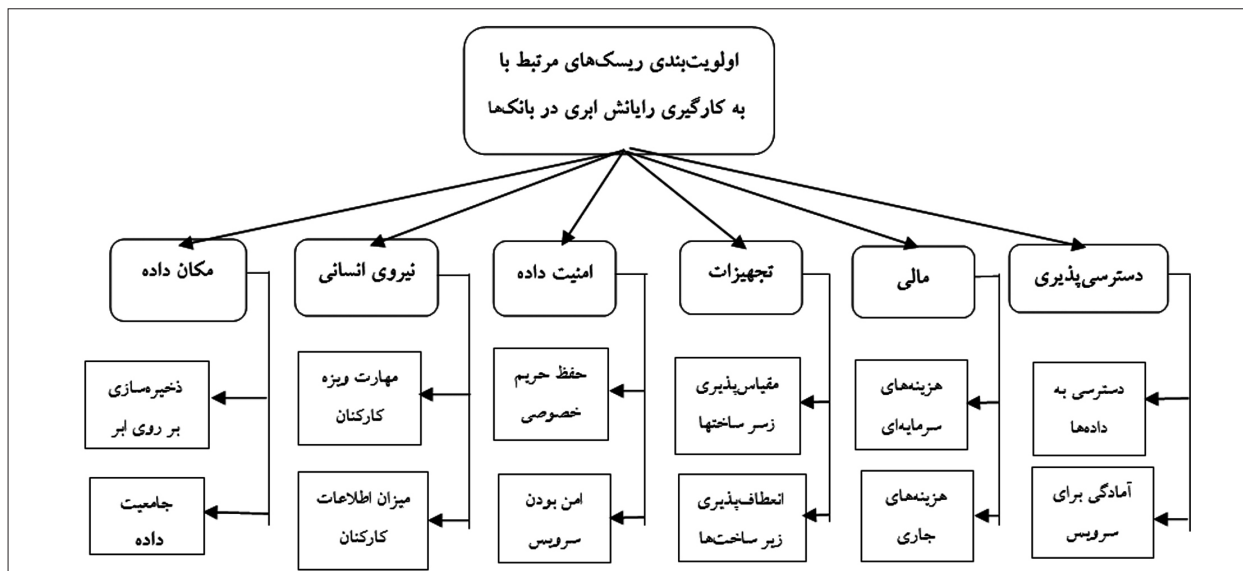 اولویت‌بندی ریسک‌های مرتبط با
به کارگیری رایانش ابری در بانک‌ها
دسترسی‌پذیری
مالی
تجهیزات
امنیت داده
نیروی انسانی
مکان داده
دسترسی به
داده‌ها
هزینه‌های
سرمایه‌ای
مقیاس‌پذیری
زسر ساختها
حفظ حریم
خصوصی
مهارت ویژه
کارکنان
ذخیره‌سازی
بر روی ابر
آمادگی برای
سرویس
هزینه‌های
جاری
انعطاف‌پذیری
زیر ساخت‌ها
امن بودن
سرویس
میزان اطلاعات
کارکنان
جامعیت
داده